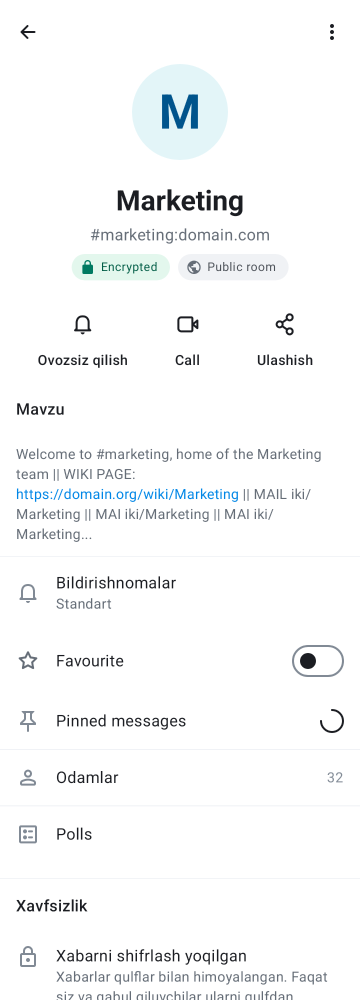 M
Marketing
#marketing:domain.com
Encrypted
Public room
Ovozsiz qilish
Call
Ulashish
Mavzu
Welcome to #marketing, home of the Marketing
team || WIKI PAGE:
https://domain.org/wiki/Marketing || MAIL iki/
Marketing || MAI iki/Marketing || MAI iki/
Marketing...
Bildirishnomalar
Standart
Favourite
Pinned messages
Odamlar 32
Polls
Xavfsizlik
Xabarni shifrlash yoqilgan
Xabarlar qulflar bilan himoyalangan. Faqat
siz va qabul qiluvchilar ularni qulfdan